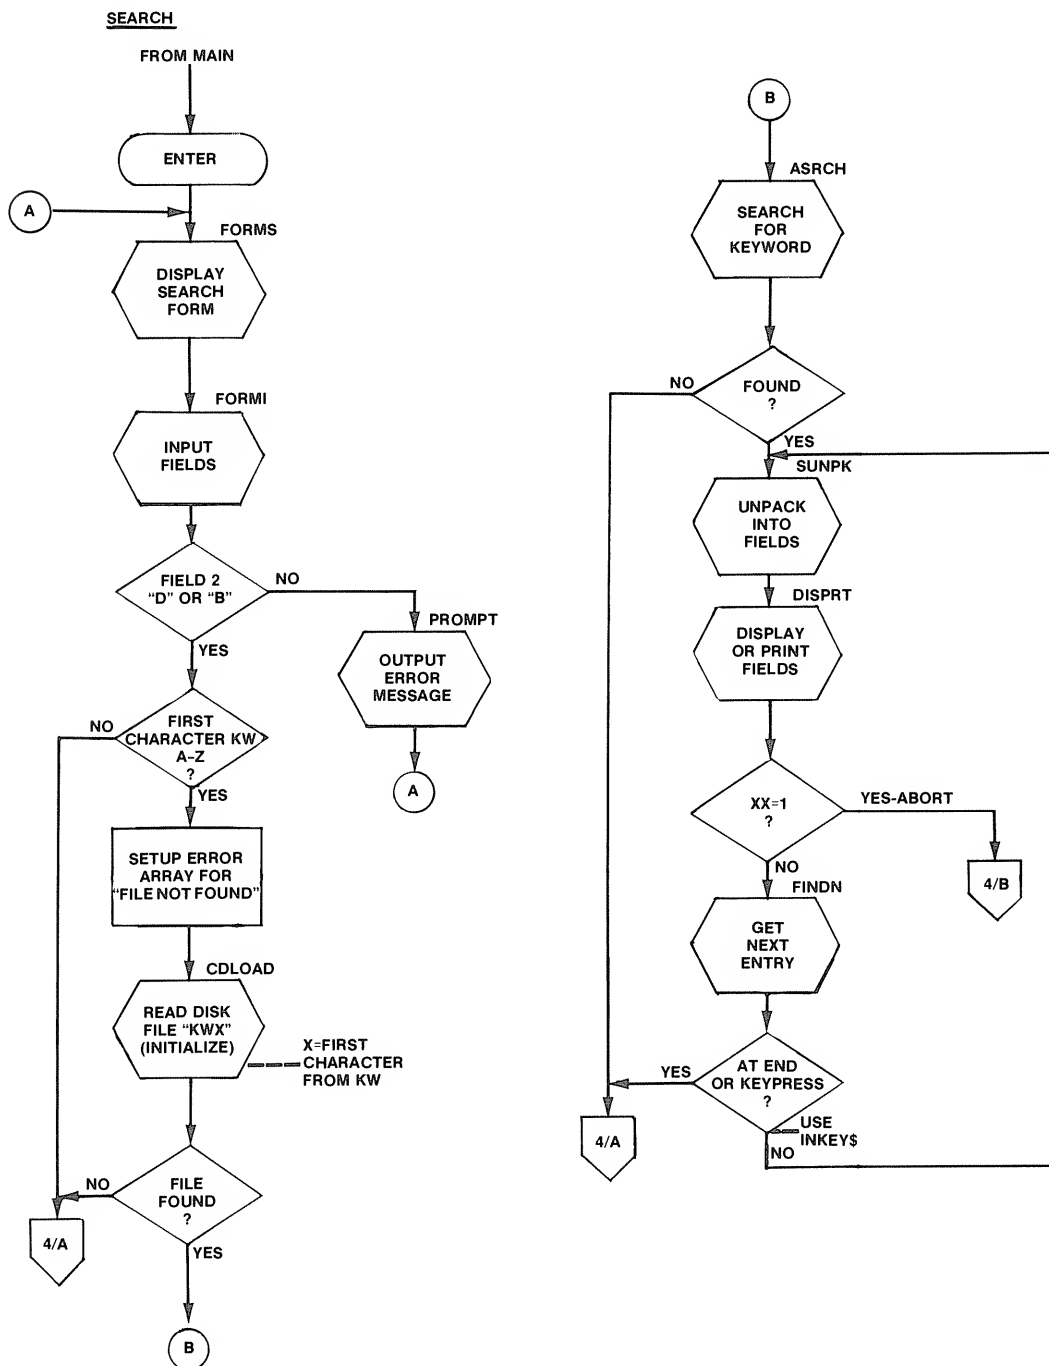 SEARCH
FROM MAIN
ENTER
A
FORMS
DISPLAY
SEARCH
FORM
FORMI
INPUT
FIELDS
FIELD 2
“D” OR “B”
NO
YES
PROMPT
OUTPUT
ERROR
MESSAGE
A
FIRST
CHARACTER KW
A–Z
?
NO
YES
SETUP ERROR
ARRAY FOR
“FILE NOT FOUND”
CDLOAD
READ DISK
FILE “KWX”
(INITIALIZE)
X=FIRST
CHARACTER
FROM KW
FILE
FOUND
?
NO
4/A
YES
B
B
ASRCH
SEARCH
FOR
KEYWORD
FOUND
?
NO
YES
SUNPK
UNPACK
INTO
FIELDS
DISPRT
DISPLAY
OR PRINT
FIELDS
XX=1
?
YES-ABORT
4/B
NO
FINDN
GET
NEXT
ENTRY
AT END
OR KEYPRESS
?
YES
4/A
USE
INKEY$
NO